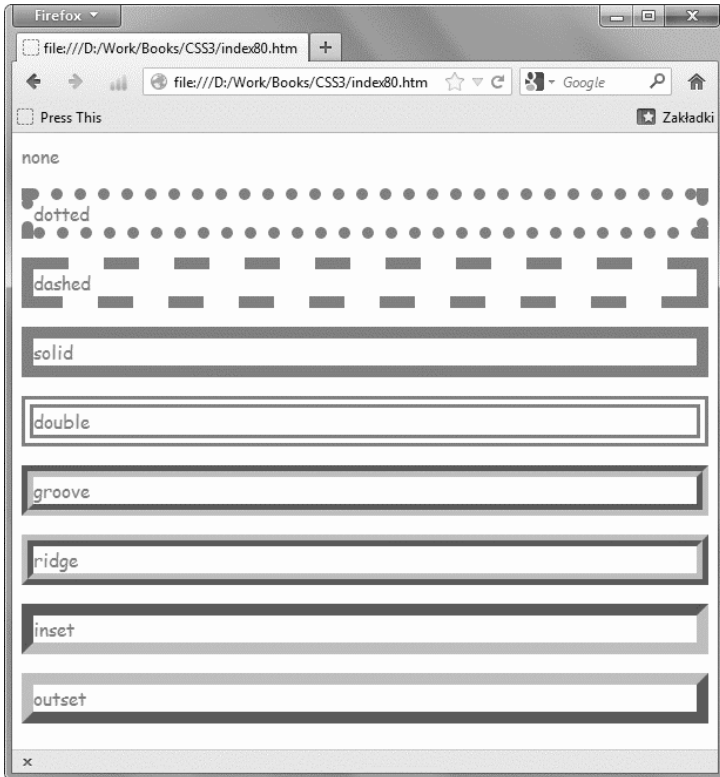 Firefox
file:///D:/Work/Books/CSS3/index80.htm
file:///D:/Work/Books/CSS3/index80.htm Google
Press This Zakładki
none
dotted
dashed
solid
double
groove
ridge
inset
outset
x